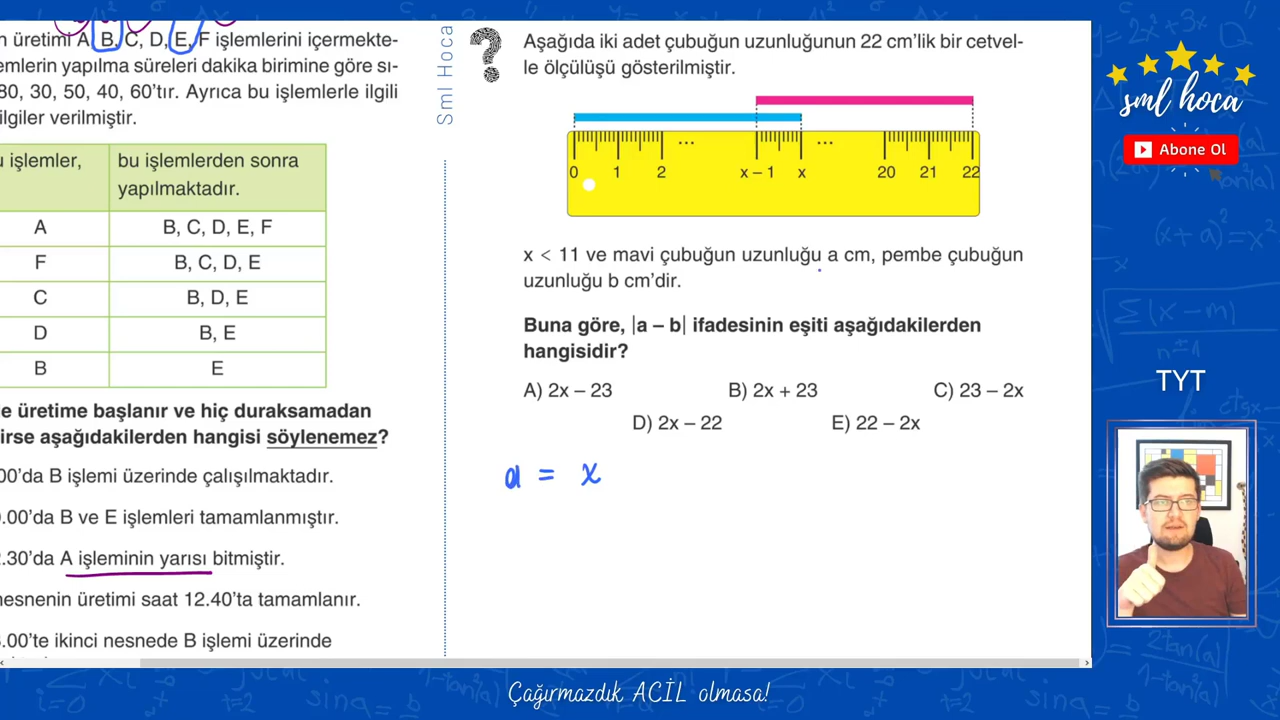 n üretimi A, B, C, D, E, F işlemlerini içermekte-
emlerin yapılma süreleri dakika birimine göre sı-
80, 30, 50, 40, 60'tır. Ayrıca bu işlemlerle ilgili
ilgiler verilmiştir.
u işlemler,
bu işlemlerden sonra
yapılmaktadır.
A B, C, D, E, F
F B, C, D, E
C B, D, E
D B, E
B E
e üretime başlanır ve hiç duraksamadan
irse aşağıdakilerden hangisi söylenemez?
00'da B işlemi üzerinde çalışılmaktadır.
0.00'da B ve E işlemleri tamamlanmıştır.
2.30'da A işleminin yarısı bitmiştir.
nesnenin üretimi saat 12.40'ta tamamlanır.
3.00'te ikinci nesnede B işlemi üzerinde
Sml Hoca
?
Aşağıda iki adet çubuğun uzunluğunun 22 cm'lik bir cetvel-
le ölçülüşü gösterilmiştir.
... ...
0 1 2 x – 1 x 20 21 22
x < 11 ve mavi çubuğun uzunluğu a cm, pembe çubuğun
uzunluğu b cm'dir.
Buna göre, |a – b| ifadesinin eşiti aşağıdakilerden
hangisidir?
A) 2x – 23 B) 2x + 23 C) 23 – 2x
D) 2x – 22 E) 22 – 2x
a = x
sml hoca
Abone Ol
TYT
Çağırmazdık ACİL olmasa!